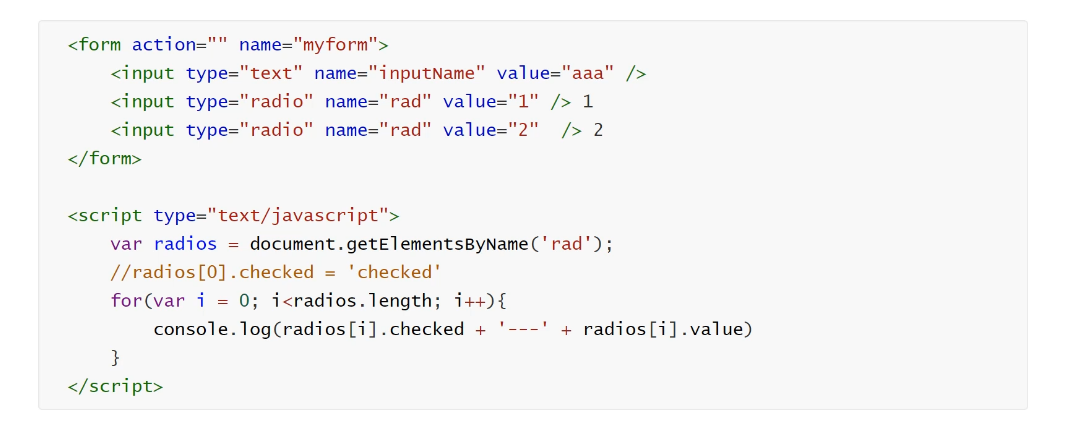 <form action="" name="myform">
    <input type="text" name="inputName" value="aaa" />
    <input type="radio" name="rad" value="1" /> 1
    <input type="radio" name="rad" value="2"  /> 2
</form>

<script type="text/javascript">
    var radios = document.getElementsByName('rad');
    //radios[0].checked = 'checked'
    for(var i = 0; i<radios.length; i++){
        console.log(radios[i].checked + '---' + radios[i].value)
    }
</script>